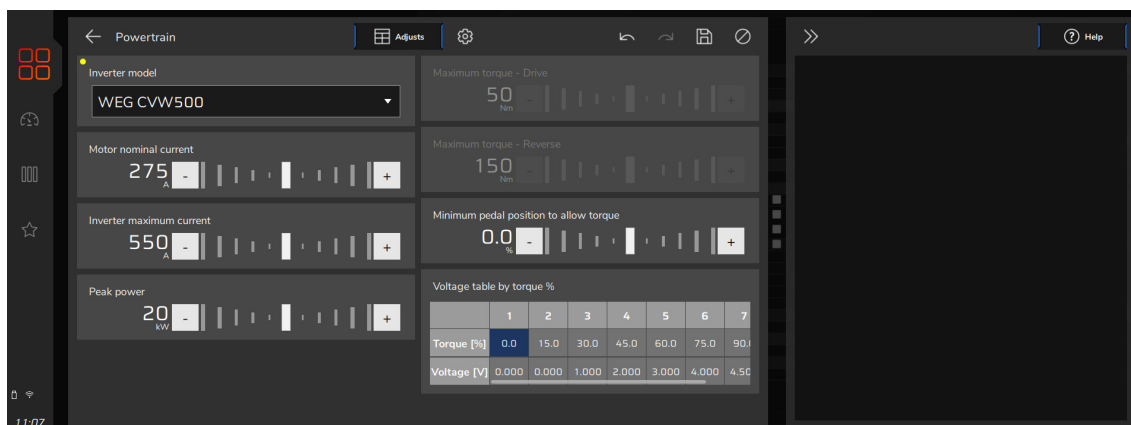 Powertrain
Adjusts
Help
Inverter model
WEG CVW500
Motor nominal current
275
A
-
+
Inverter maximum current
550
A
-
+
Peak power
20
kW
-
+
Maximum torque - Drive
50
Nm
-
+
Maximum torque - Reverse
150
Nm
-
+
Minimum pedal position to allow torque
0.0
%
-
+
Voltage table by torque %
1 2 3 4 5 6 7
Torque [%] 0.0 15.0 30.0 45.0 60.0 75.0 90.
Voltage [V] 0.000 0.000 1.000 2.000 3.000 4.000 4.50
11:07